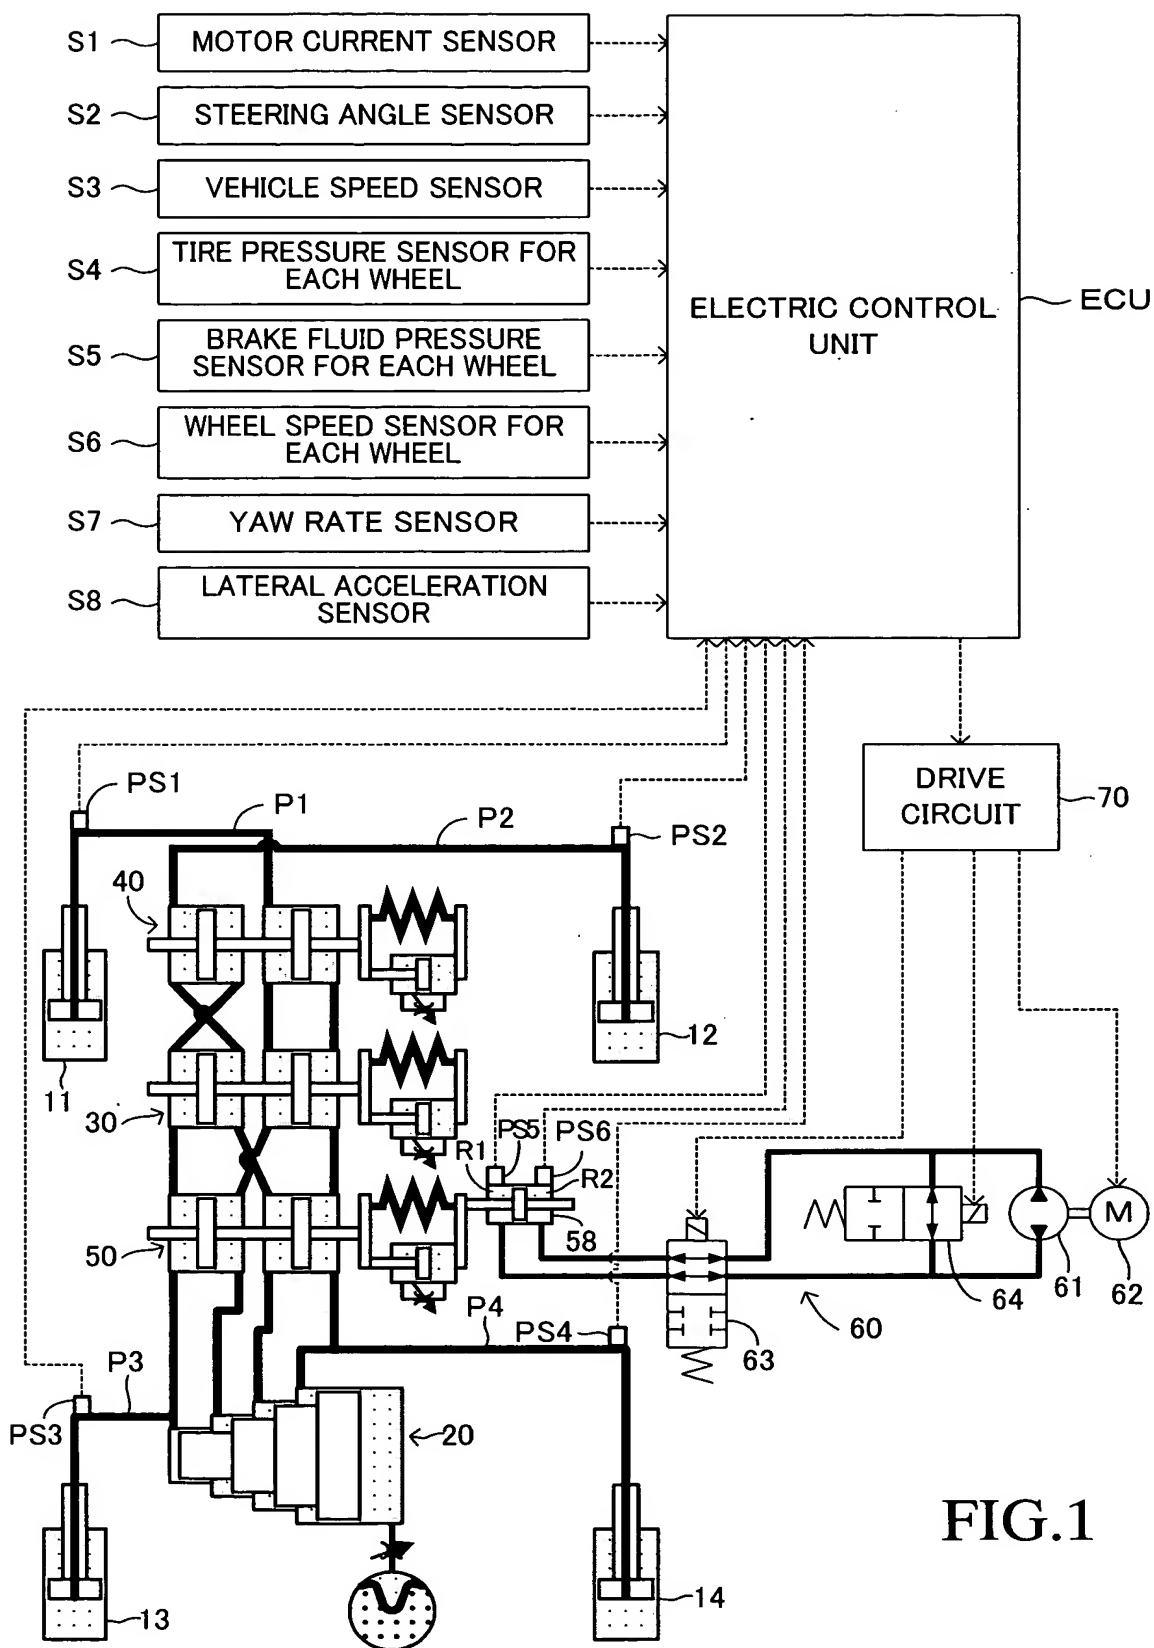 S1
MOTOR CURRENT SENSOR
S2
STEERING ANGLE SENSOR
S3
VEHICLE SPEED SENSOR
S4
TIRE PRESSURE SENSOR FOR
EACH WHEEL
S5
BRAKE FLUID PRESSURE
SENSOR FOR EACH WHEEL
S6
WHEEL SPEED SENSOR FOR
EACH WHEEL
S7
YAW RATE SENSOR
S8
LATERAL ACCELERATION
SENSOR
ELECTRIC CONTROL
UNIT
ECU
DRIVE
CIRCUIT
70
PS1
P1
P2
PS2
40
11
12
30
R1
PS5
PS6
R2
50
58
M
64
61
62
60
63
P4
PS4
P3
PS3
20
13
14
FIG.1